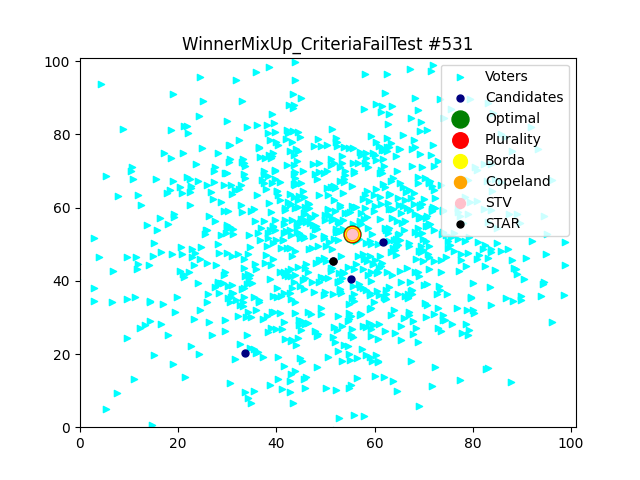 WinnerMixUp_CriteriaFailTest #531
100
80
60
40
20
0
0
20
40
60
80
100
Voters
Candidates
Optimal
Plurality
Borda
Copeland
STV
STAR